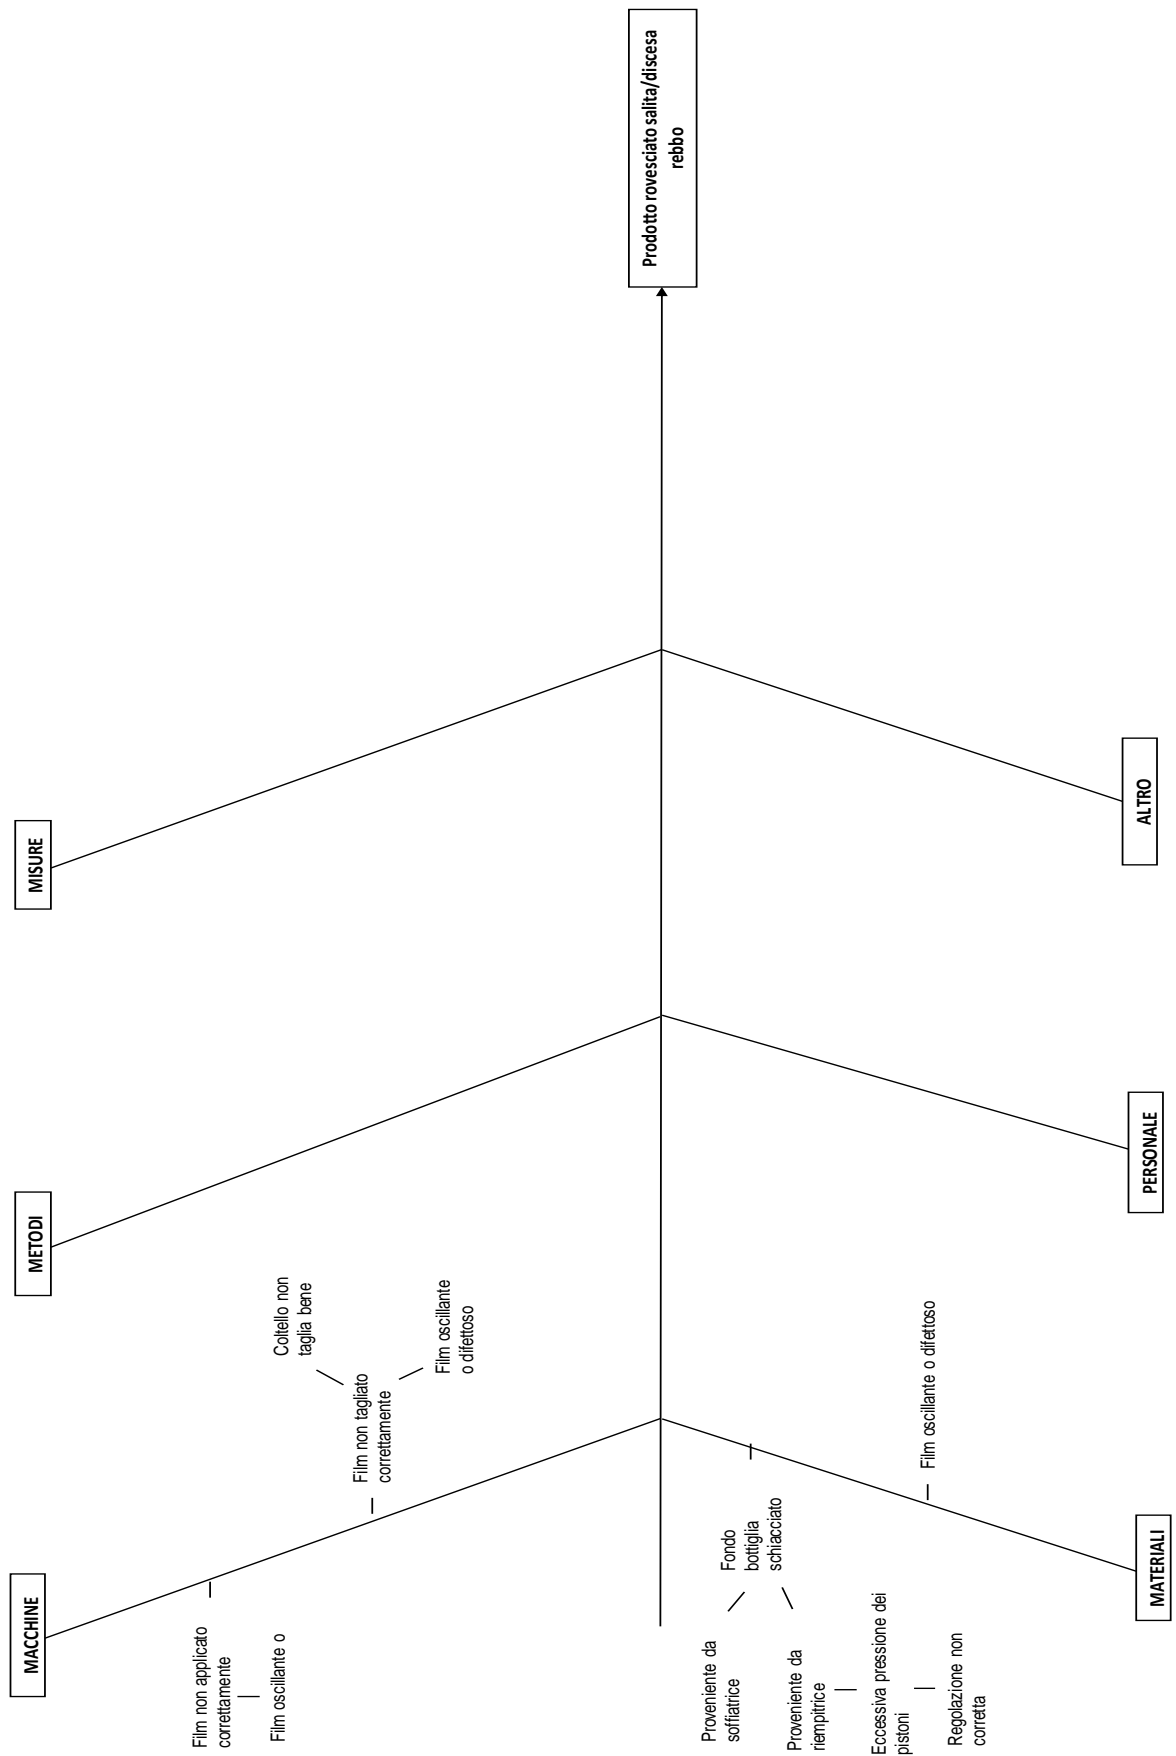 MACCHINE
METODI
MISURE
Film non applicato
correttamente
Film oscillante o
Film non tagliato
correttamente
Coltello non
taglia bene
Film oscillante
o difettoso
Prodotto rovesciato salita/discesa
rebbo
Proveniente da
soffiatrice
Fondo
bottiglia
schiacciato
Proveniente da
riempitrice
Eccessiva pressione dei
pistoni
Regolazione non
corretta
Film oscillante o difettoso
MATERIALI
PERSONALE
ALTRO